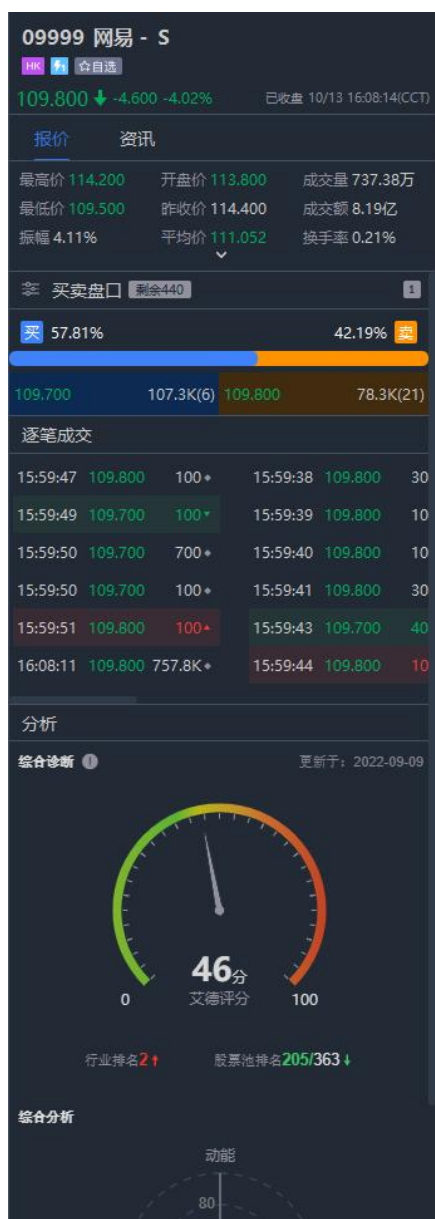 09999 网易 - S
HK 自选
109.800 -4.600 -4.02% 已收盘 10/13 16:08:14(CCT)
报价 资讯
最高价 114.200 开盘价 113.800 成交量 737.38万
最低价 109.500 昨收价 114.400 成交额 8.19亿
振幅 4.11% 平均价 111.052 换手率 0.21%
买卖盘口 剩余440 1
买 57.81% 42.19% 卖
109.700 107.3K(6) 109.800 78.3K(21)
逐笔成交
15:59:47 109.800 100 15:59:38 109.800 30
15:59:49 109.700 100 15:59:39 109.800 10
15:59:50 109.700 700 15:59:40 109.800 10
15:59:50 109.700 100 15:59:41 109.800 30
15:59:51 109.800 100 15:59:43 109.700 40
16:08:11 109.800 757.8K 15:59:44 109.800 10
分析
综合诊断 更新于：2022-09-09
46分
0 艾德评分 100
行业排名2↑ 股票池排名205/363↓
综合分析
动能
80